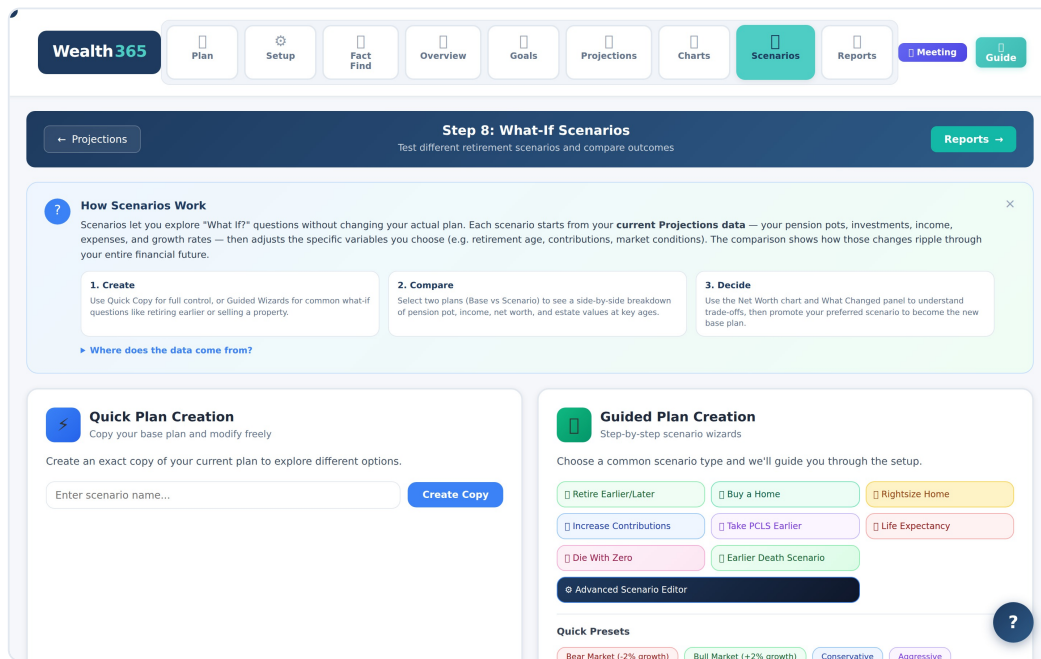 Wealth365
Plan
Setup
Fact
Find
Overview
Goals
Projections
Charts
Scenarios
Reports
Meeting
Guide
← Projections
Step 8: What-If Scenarios
Test different retirement scenarios and compare outcomes
Reports →
?
How Scenarios Work
×
Scenarios let you explore "What If?" questions without changing your actual plan. Each scenario starts from your current Projections data — your pension pots, investments, income,
expenses, and growth rates — then adjusts the specific variables you choose (e.g. retirement age, contributions, market conditions). The comparison shows how those changes ripple through
your entire financial future.
1. Create
Use Quick Copy for full control, or Guided Wizards for common what-if
questions like retiring earlier or selling a property.
2. Compare
Select two plans (Base vs Scenario) to see a side-by-side breakdown
of pension pot, income, net worth, and estate values at key ages.
3. Decide
Use the Net Worth chart and What Changed panel to understand
trade-offs, then promote your preferred scenario to become the new
base plan.
Where does the data come from?
Quick Plan Creation
Copy your base plan and modify freely
Create an exact copy of your current plan to explore different options.
Enter scenario name...
Create Copy
Guided Plan Creation
Step-by-step scenario wizards
Choose a common scenario type and we'll guide you through the setup.
Retire Earlier/Later
Buy a Home
Rightsize Home
Increase Contributions
Take PCLS Earlier
Life Expectancy
Die With Zero
Earlier Death Scenario
Advanced Scenario Editor
?
Quick Presets
Bear Market (-2% growth)
Bull Market (+2% growth)
Conservative
Aggressive